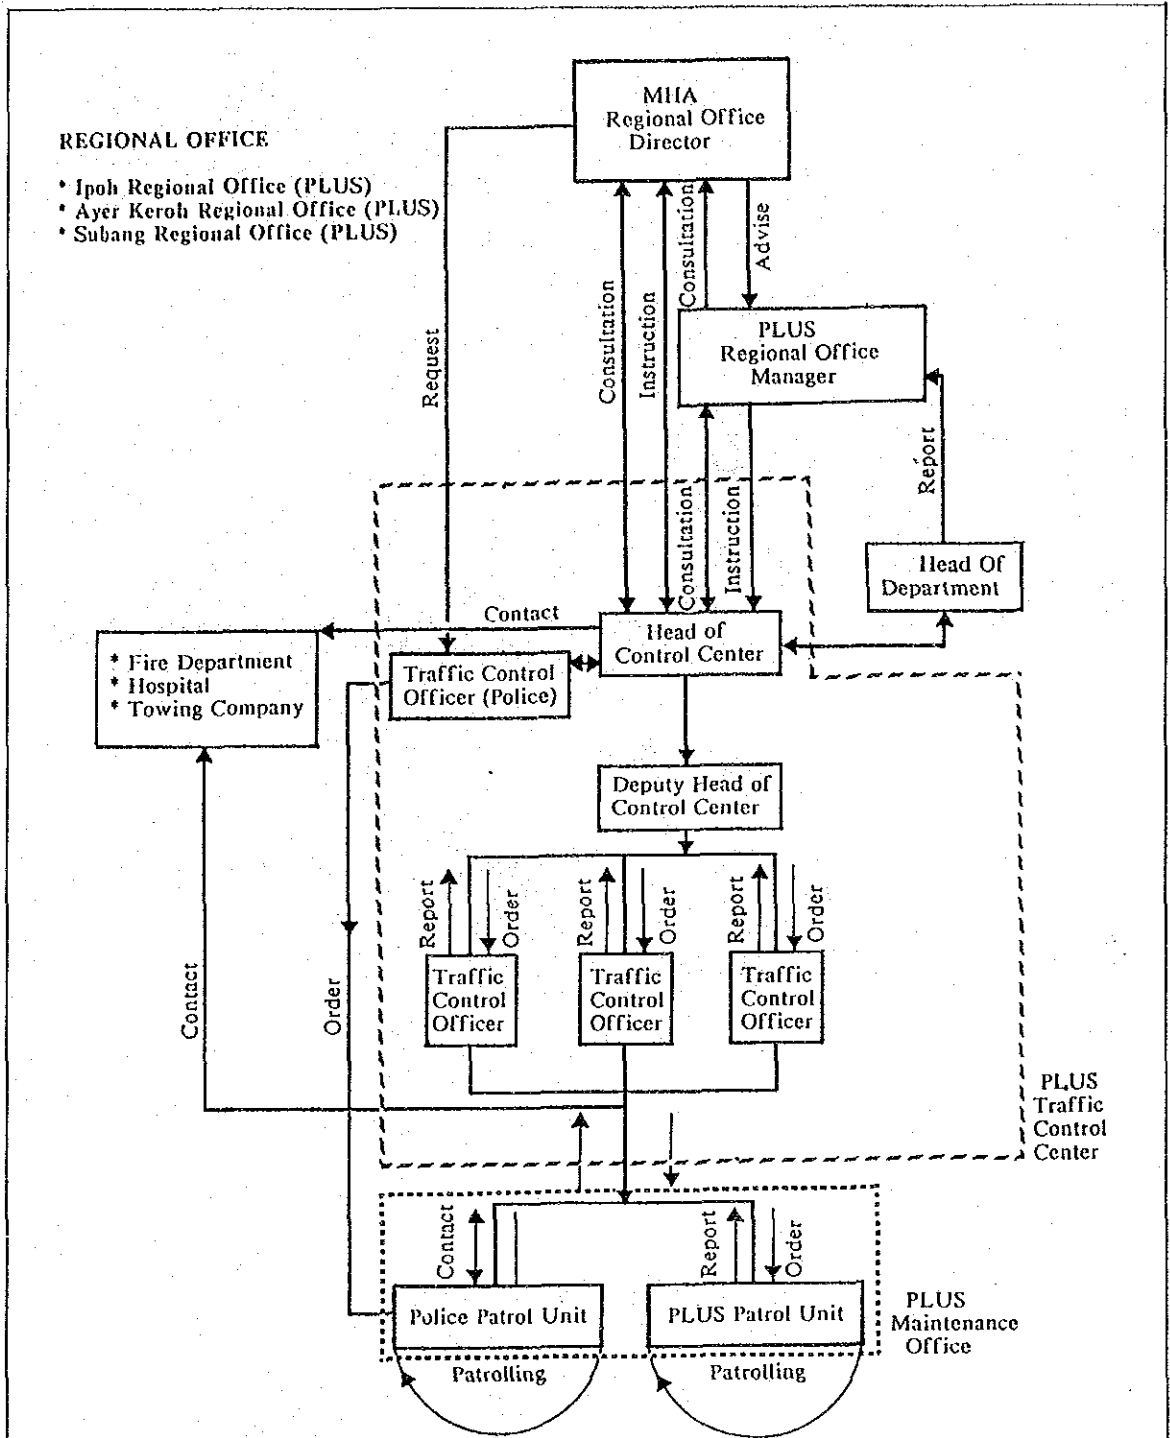 MHA
Regional Office
Director
REGIONAL OFFICE
* Ipoh Regional Office (PLUS)
* Ayer Keroh Regional Office (PLUS)
* Subang Regional Office (PLUS)
Request
Consultation
Instruction
Consultation
Advise
PLUS
Regional Office
Manager
Report
Consultation
Instruction
Head Of
Department
Contact
Head of
Control Center
* Fire Department
* Hospital
* Towing Company
Traffic Control
Officer (Police)
Deputy Head of
Control Center
Report
Order
Report
Order
Report
Order
Traffic
Control
Officer
Traffic
Control
Officer
Traffic
Control
Officer
Contact
Order
PLUS
Traffic
Control
Center
Contact
Report
Order
Police Patrol Unit
PLUS Patrol Unit
PLUS
Maintenance
Office
Patrolling
Patrolling